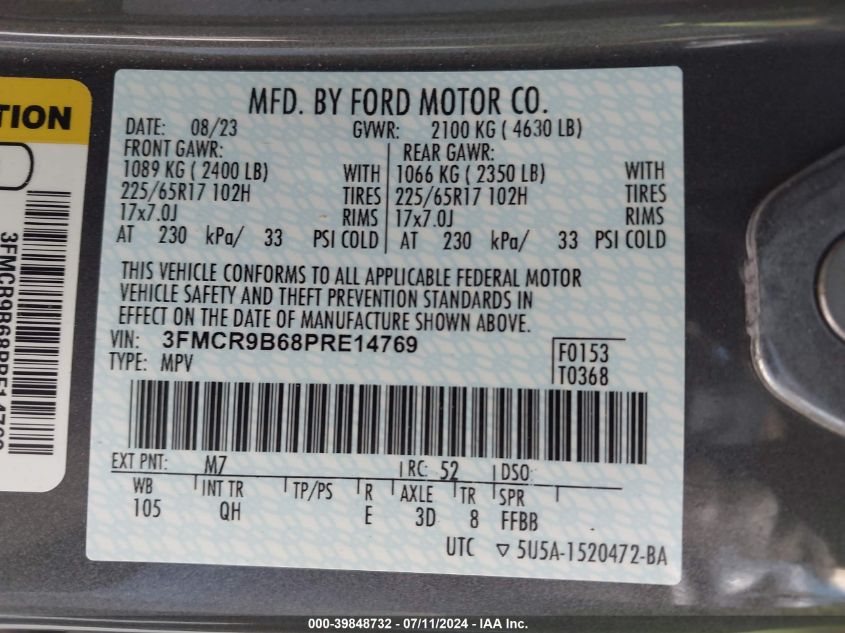 MFD. BY FORD MOTOR CO.
DATE: 08/23 GVWR: 2100 KG ( 4630 LB)
FRONT GAWR: REAR GAWR:
1089 KG ( 2400 LB) WITH 1066 KG ( 2350 LB) WITH
225/65R17 102H TIRES 225/65R17 102H TIRES
17x7.0J RIMS 17x7.0J RIMS
AT 230 kPa/ 33 PSI COLD AT 230 kPa/ 33 PSI COLD
THIS VEHICLE CONFORMS TO ALL APPLICABLE FEDERAL MOTOR
VEHICLE SAFETY AND THEFT PREVENTION STANDARDS IN
EFFECT ON THE DATE OF MANUFACTURE SHOWN ABOVE.
VIN: 3FMCR9B68PRE14769
TYPE: MPV
F0153
T0368
EXT PNT: M7 RC: 52 DSO:
WB INT TR TP/PS R AXLE TR SPR
105 QH E 3D 8 FFBB
UTC ▽ 5U5A-1520472-BA
3FMCR9B68PRE14769
000-39848732 - 07/11/2024 - IAA Inc.